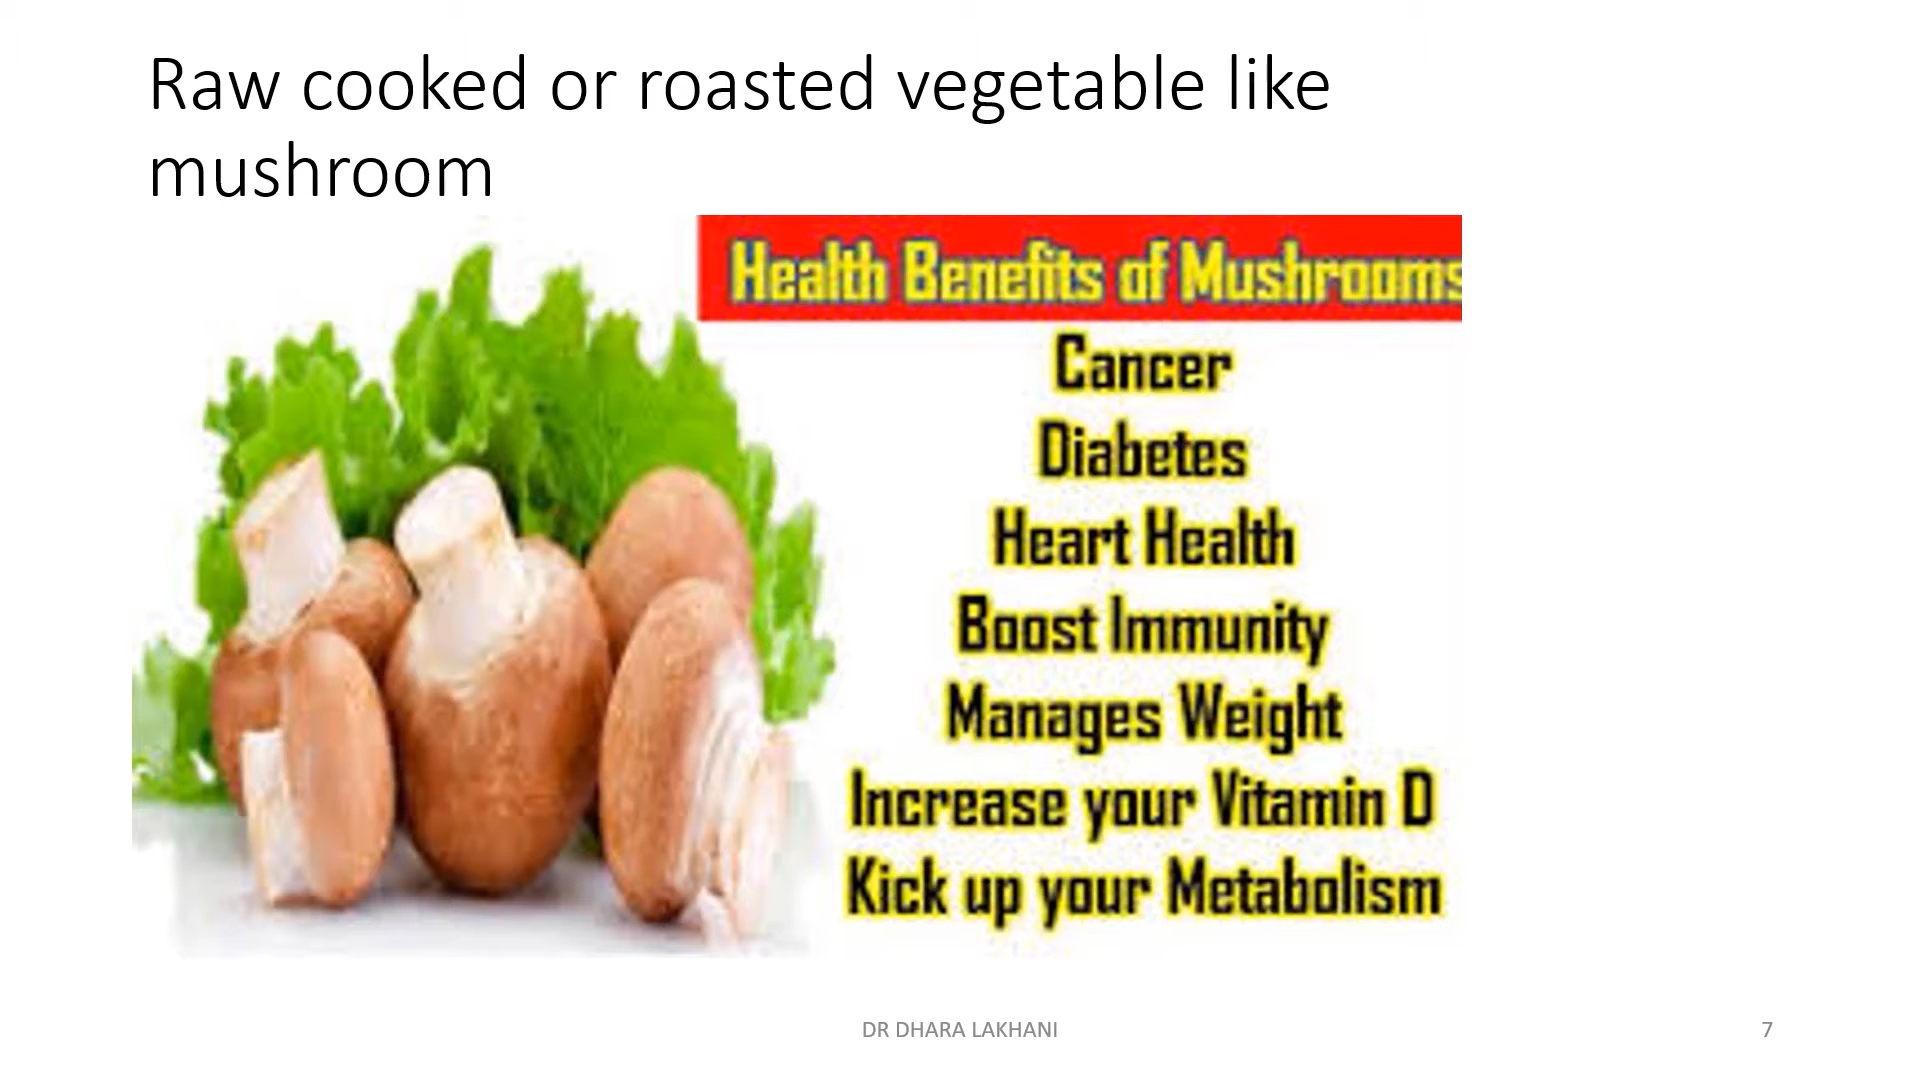 Raw cooked or roasted vegetable like
mushroom
Health Benefits of Mushrooms
Cancer
Diabetes
Heart Health
Boost Immunity
Manages Weight
Increase your Vitamin D
Kick up your Metabolism
DR DHARA LAKHANI
7